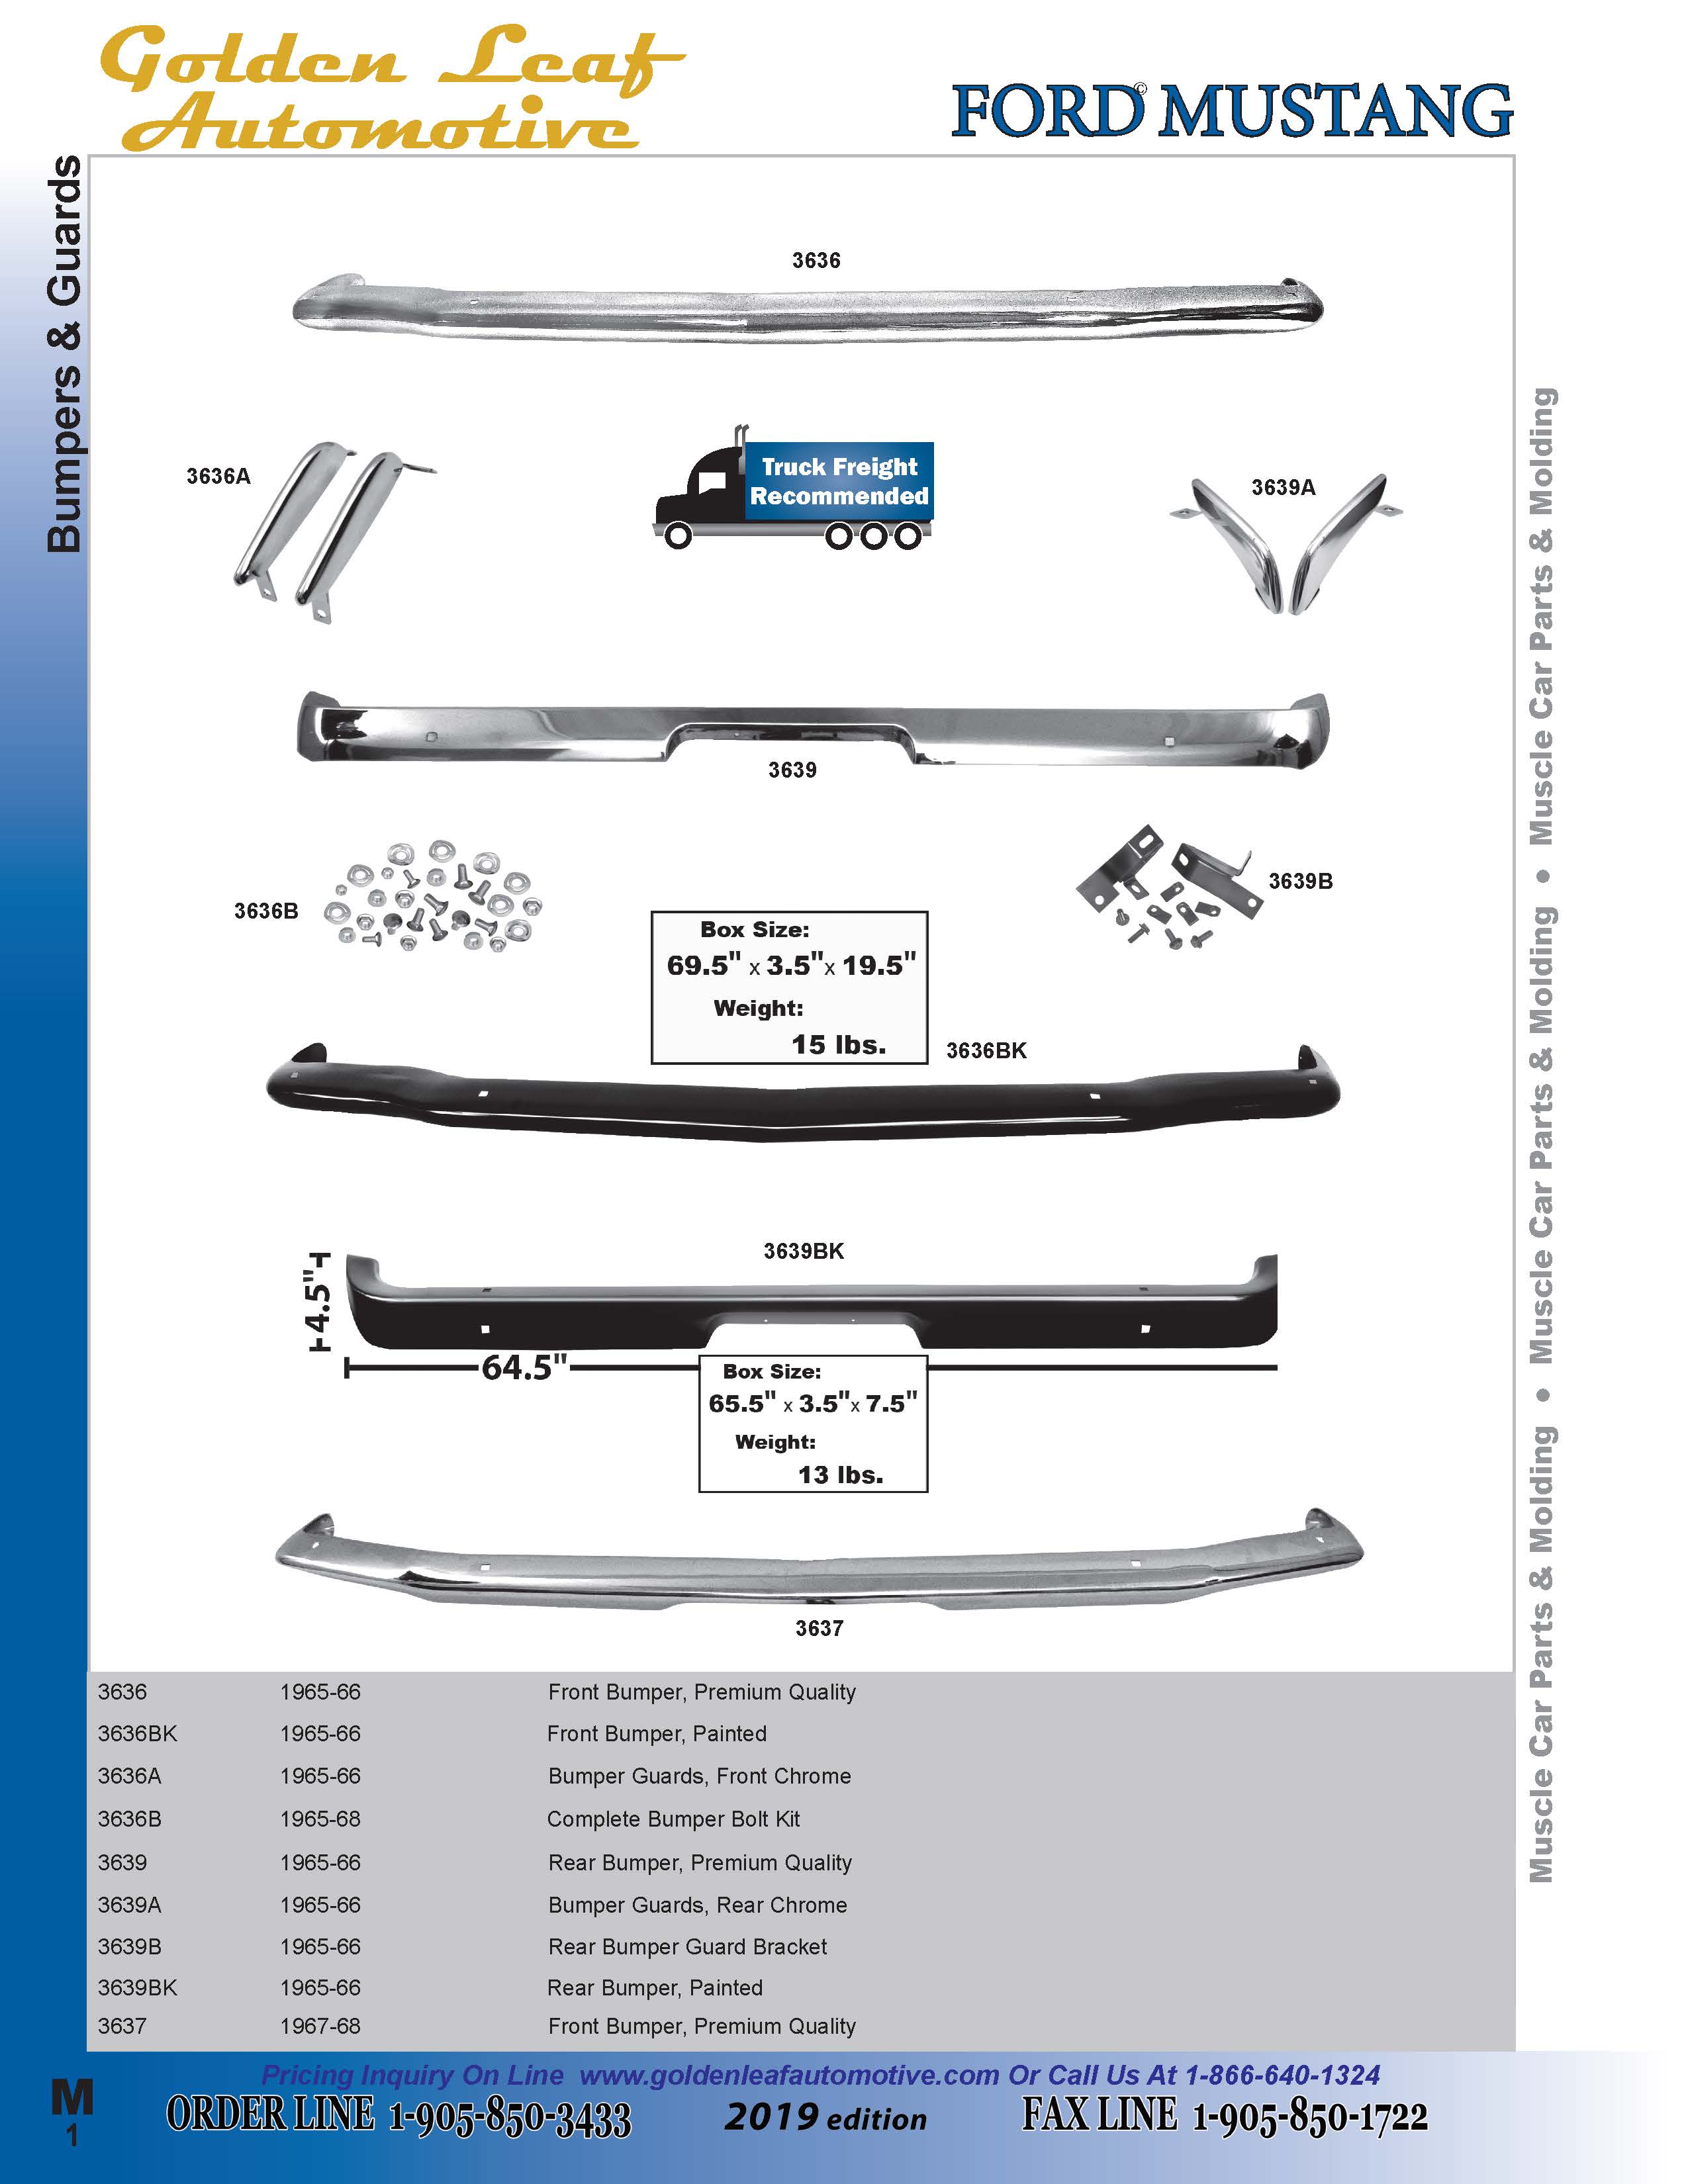 Golden Leaf
Automotive
FORD© MUSTANG
Bumpers & Guards
3636
3636A
Truck Freight
Recommended
3639A
3639
3636B
3639B
Box Size:
69.5" x 3.5"x 19.5"
Weight:
15 lbs.
3636BK
3639BK
4.5"
64.5"
Box Size:
65.5" x 3.5"x 7.5"
Weight:
13 lbs.
3637
Muscle Car Parts & Molding • Muscle Car Parts & Molding • Muscle Car Parts & Molding
3636 1965-66 Front Bumper, Premium Quality
3636BK 1965-66 Front Bumper, Painted
3636A 1965-66 Bumper Guards, Front Chrome
3636B 1965-68 Complete Bumper Bolt Kit
3639 1965-66 Rear Bumper, Premium Quality
3639A 1965-66 Bumper Guards, Rear Chrome
3639B 1965-66 Rear Bumper Guard Bracket
3639BK 1965-66 Rear Bumper, Painted
3637 1967-68 Front Bumper, Premium Quality
Pricing Inquiry On Line www.goldenleafautomotive.com Or Call Us At 1-866-640-1324
M
1
ORDER LINE 1-905-850-3433 2019 edition FAX LINE 1-905-850-1722